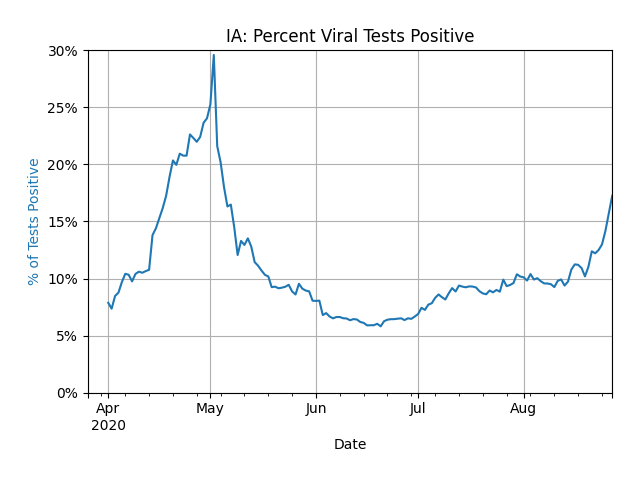 IA: Percent Viral Tests Positive
30%
25%
20%
15%
10%
5%
0%
% of Tests Positive
Apr May Jun Jul Aug
2020
Date